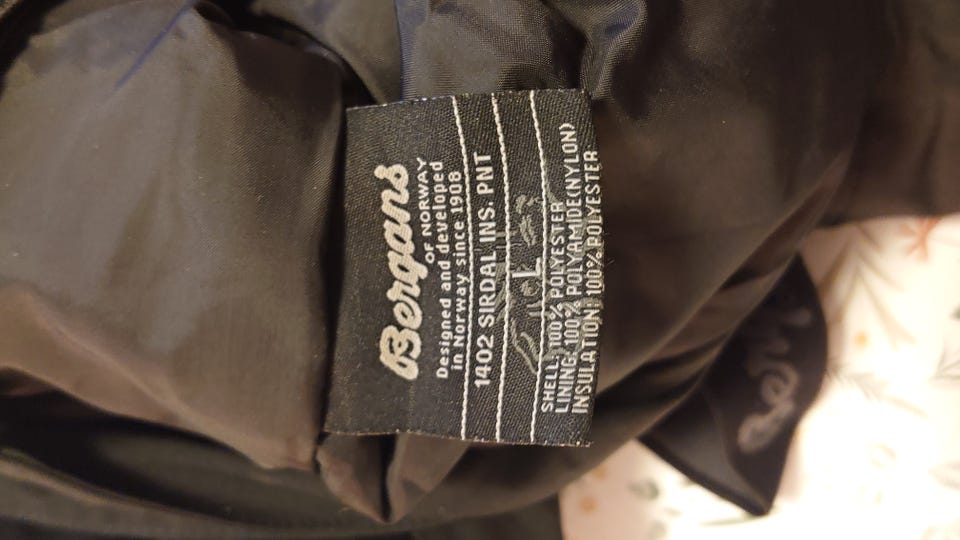 Bergans
OF NORWAY
Designed and developed
in Norway since 1908
1402 SIRDAL INS. PNT
L
SHELL: 100% POLYESTER
LINING: 100% POLYAMIDE(NYLON)
INSULATION: 100% POLYESTER